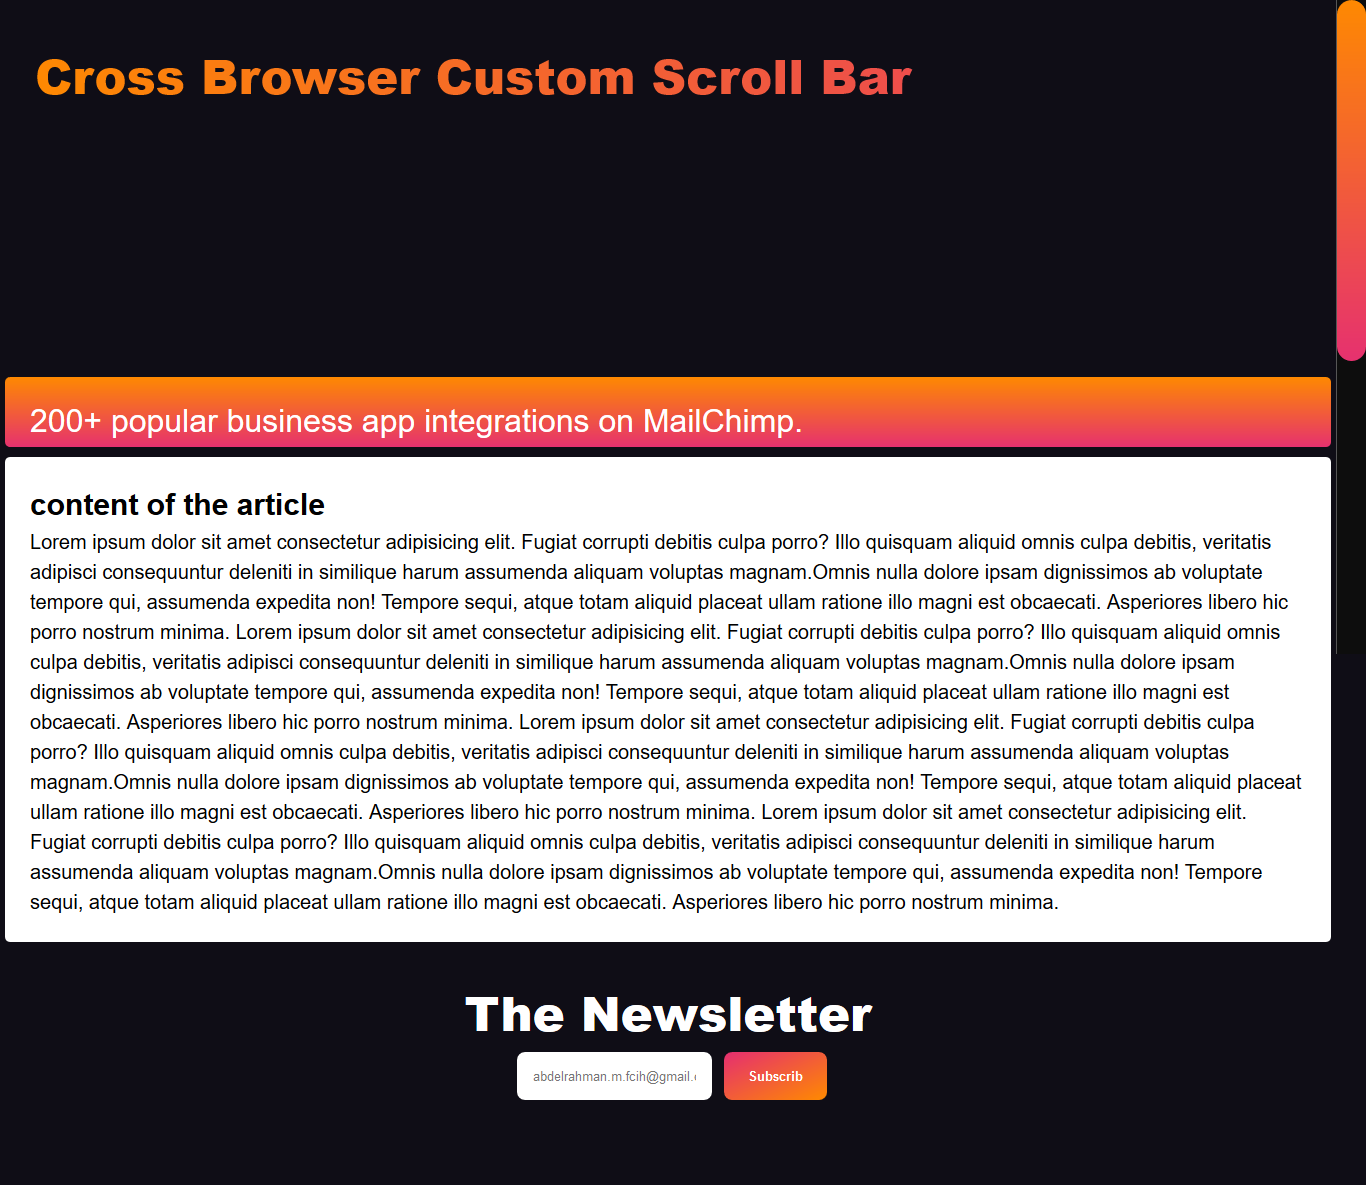 Cross Browser Custom Scroll Bar
200+ popular business app integrations on MailChimp.
content of the article
Lorem ipsum dolor sit amet consectetur adipisicing elit. Fugiat corrupti debitis culpa porro? Illo quisquam aliquid omnis culpa debitis, veritatis
adipisci consequuntur deleniti in similique harum assumenda aliquam voluptas magnam.Omnis nulla dolore ipsam dignissimos ab voluptate
tempore qui, assumenda expedita non! Tempore sequi, atque totam aliquid placeat ullam ratione illo magni est obcaecati. Asperiores libero hic
porro nostrum minima. Lorem ipsum dolor sit amet consectetur adipisicing elit. Fugiat corrupti debitis culpa porro? Illo quisquam aliquid omnis
culpa debitis, veritatis adipisci consequuntur deleniti in similique harum assumenda aliquam voluptas magnam.Omnis nulla dolore ipsam
dignissimos ab voluptate tempore qui, assumenda expedita non! Tempore sequi, atque totam aliquid placeat ullam ratione illo magni est
obcaecati. Asperiores libero hic porro nostrum minima. Lorem ipsum dolor sit amet consectetur adipisicing elit. Fugiat corrupti debitis culpa
porro? Illo quisquam aliquid omnis culpa debitis, veritatis adipisci consequuntur deleniti in similique harum assumenda aliquam voluptas
magnam.Omnis nulla dolore ipsam dignissimos ab voluptate tempore qui, assumenda expedita non! Tempore sequi, atque totam aliquid placeat
ullam ratione illo magni est obcaecati. Asperiores libero hic porro nostrum minima. Lorem ipsum dolor sit amet consectetur adipisicing elit.
Fugiat corrupti debitis culpa porro? Illo quisquam aliquid omnis culpa debitis, veritatis adipisci consequuntur deleniti in similique harum
assumenda aliquam voluptas magnam.Omnis nulla dolore ipsam dignissimos ab voluptate tempore qui, assumenda expedita non! Tempore
sequi, atque totam aliquid placeat ullam ratione illo magni est obcaecati. Asperiores libero hic porro nostrum minima.
The Newsletter
abdelrahman.m.fcih@gmail.
Subscrib